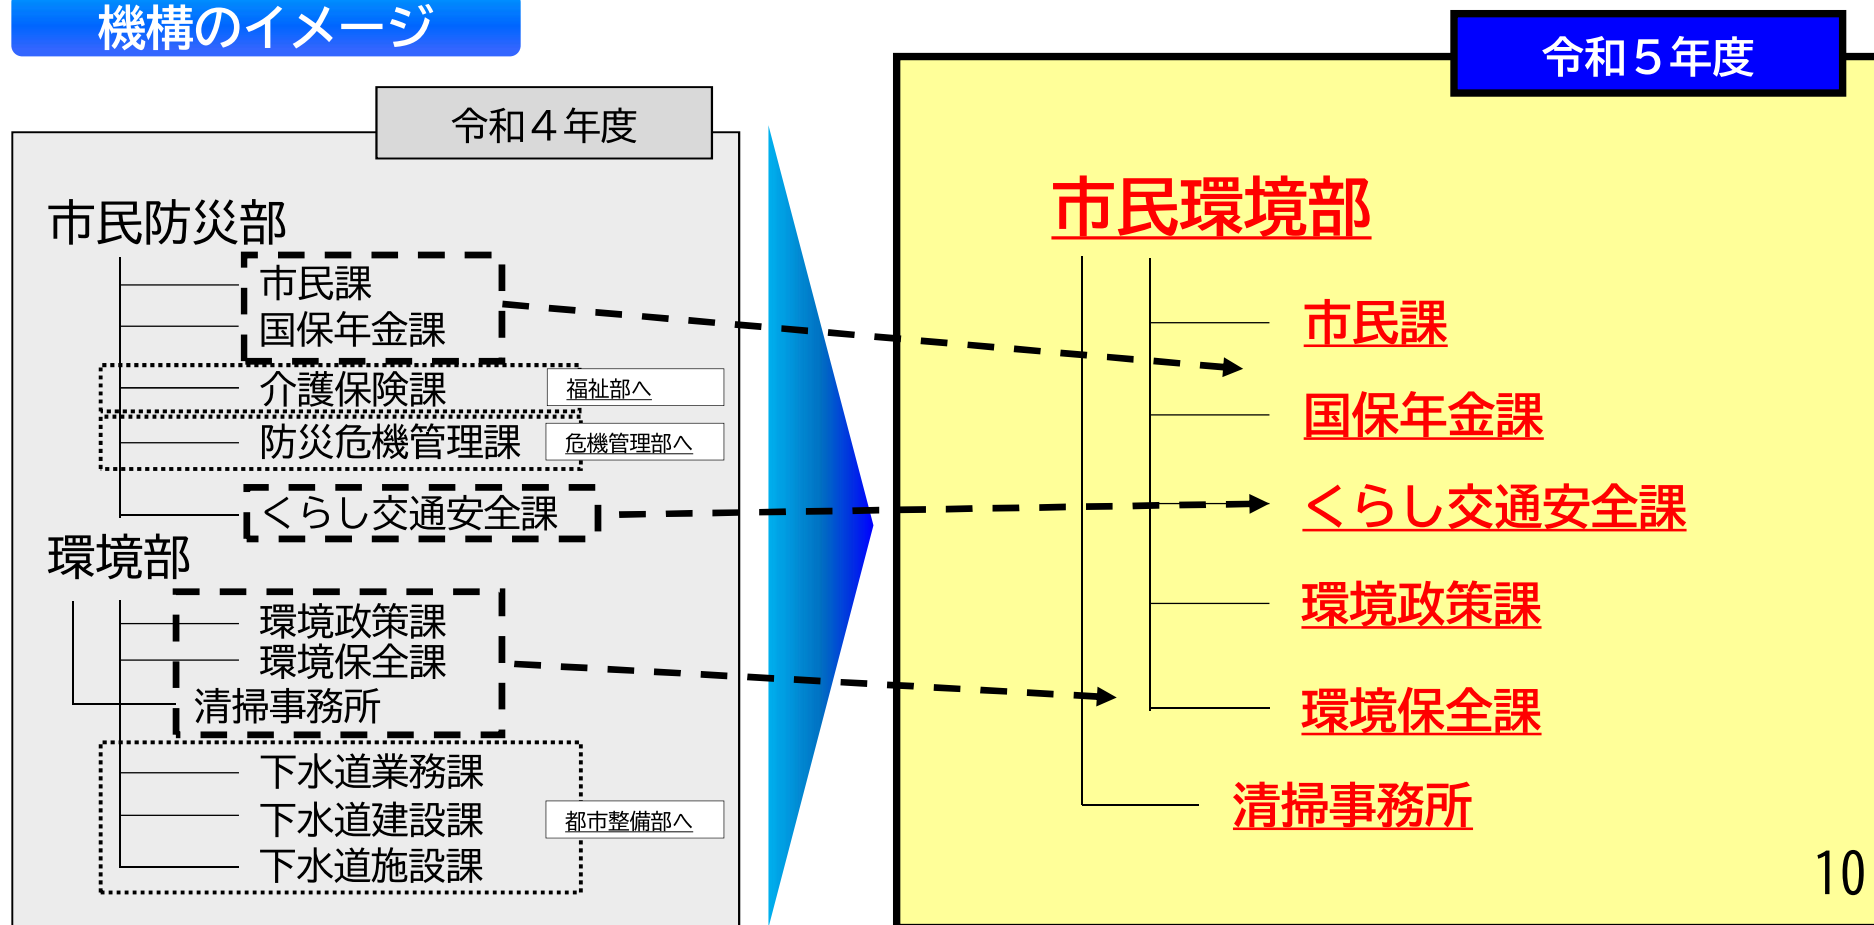 機構のイメージ
令和４年度
市民防災部
市民課
国保年金課
介護保険課
福祉部へ
防災危機管理課
危機管理部へ
くらし交通安全課
環境部
環境政策課
環境保全課
清掃事務所
下水道業務課
下水道建設課
都市整備部へ
下水道施設課
令和５年度
市民環境部
市民課
国保年金課
くらし交通安全課
環境政策課
環境保全課
清掃事務所
10